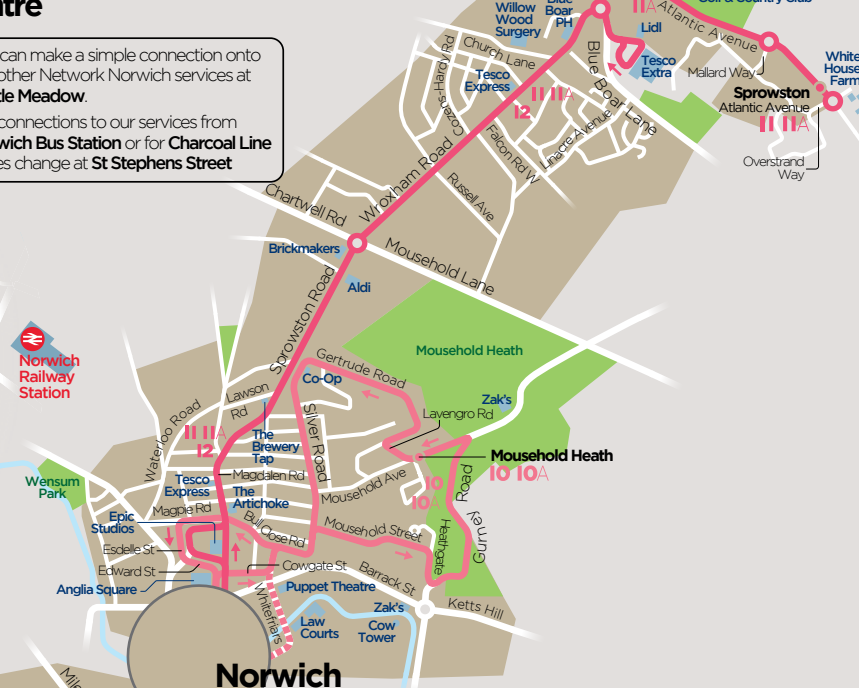 can make a simple connection onto
other Network Norwich services at
Meadow.
connections to our services from
Bus Station or for Charcoal Line
change at St Stephens Street
Willow
Wood
Surgery
Boar
PH
11A
Lidl
Atlantic Avenue
Church Lane
Cozens-Hardy Rd
Tesco
Express
Blue Boar Lane
Tesco
Extra
Mallard Way
White
House
Farm
Sprowston
Atlantic Avenue
11 11A
Overstrand
Way
11 11A
12
Falcon Rd W
Linacre Avenue
Wroxham Road
Russell Ave
Chartwell Rd
Brickmakers
Mousehold Lane
Aldi
Sprowston Road
Norwich
Railway
Station
Mousehold Heath
Gertrude Road
Co-Op
Zak's
Lawson
Rd
Silver Road
Lavengro Rd
Waterloo Road
11 11A
12
The
Brewery
Tap
Mousehold Heath
10 10A
Magdalen Rd
Mousehold Ave
10
10A
Gurney Road
Wensum
Park
Tesco
Express
The
Artichoke
Magpie Rd
Epic
Studios
Bull Close Rd
Mousehold Street
Heathgate
Esdelle St
Edward St
Cowgate St
Barrack St
Anglia Square
Whitefriars
Puppet Theatre
Zak's
Ketts Hill
Law
Courts
Cow
Tower
Norwich